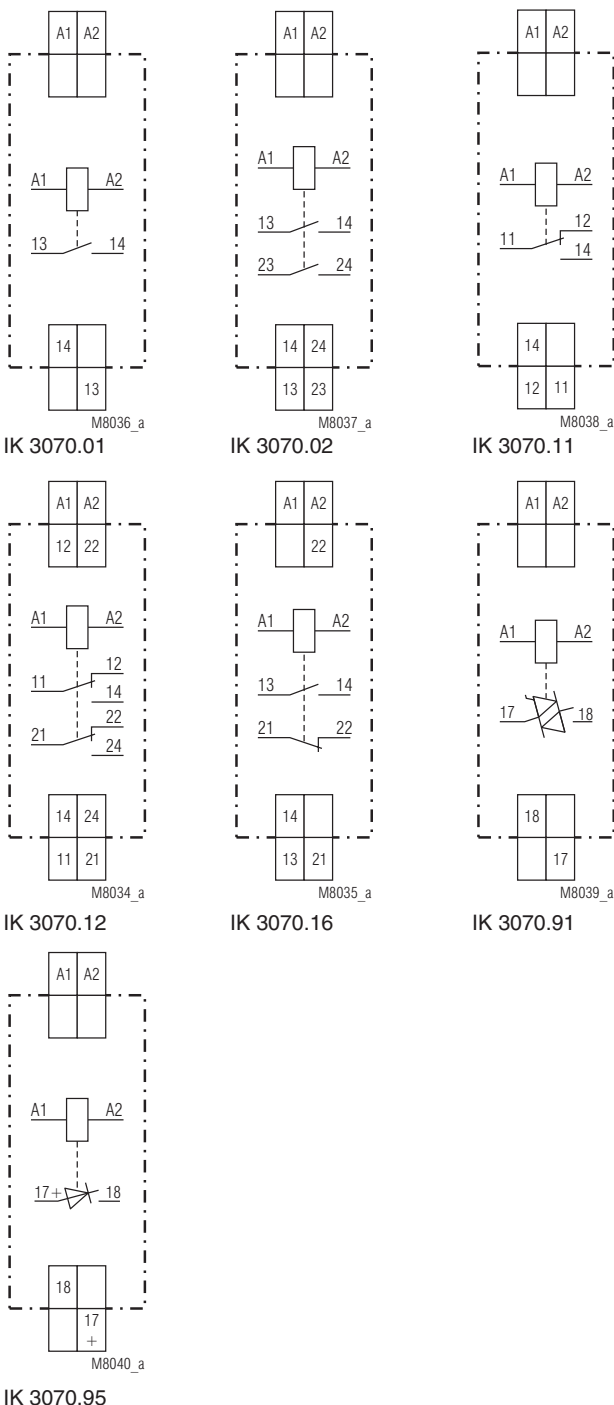 A1 A2
A1 A2
13 14
14
13
M8036_a
IK 3070.01
A1 A2
A1 A2
13 14
23 24
14 24
13 23
M8037_a
IK 3070.02
A1 A2
A1 A2
12
11
14
14
12 11
M8038_a
IK 3070.11
A1 A2
12 22
A1 A2
12
11
14
22
21
24
14 24
11 21
M8034_a
IK 3070.12
A1 A2
22
A1 A2
13 14
21 22
14
13 21
M8035_a
IK 3070.16
A1 A2
A1 A2
17 18
18
17
M8039_a
IK 3070.91
A1 A2
A1 A2
17+ 18
18
17
+
M8040_a
IK 3070.95